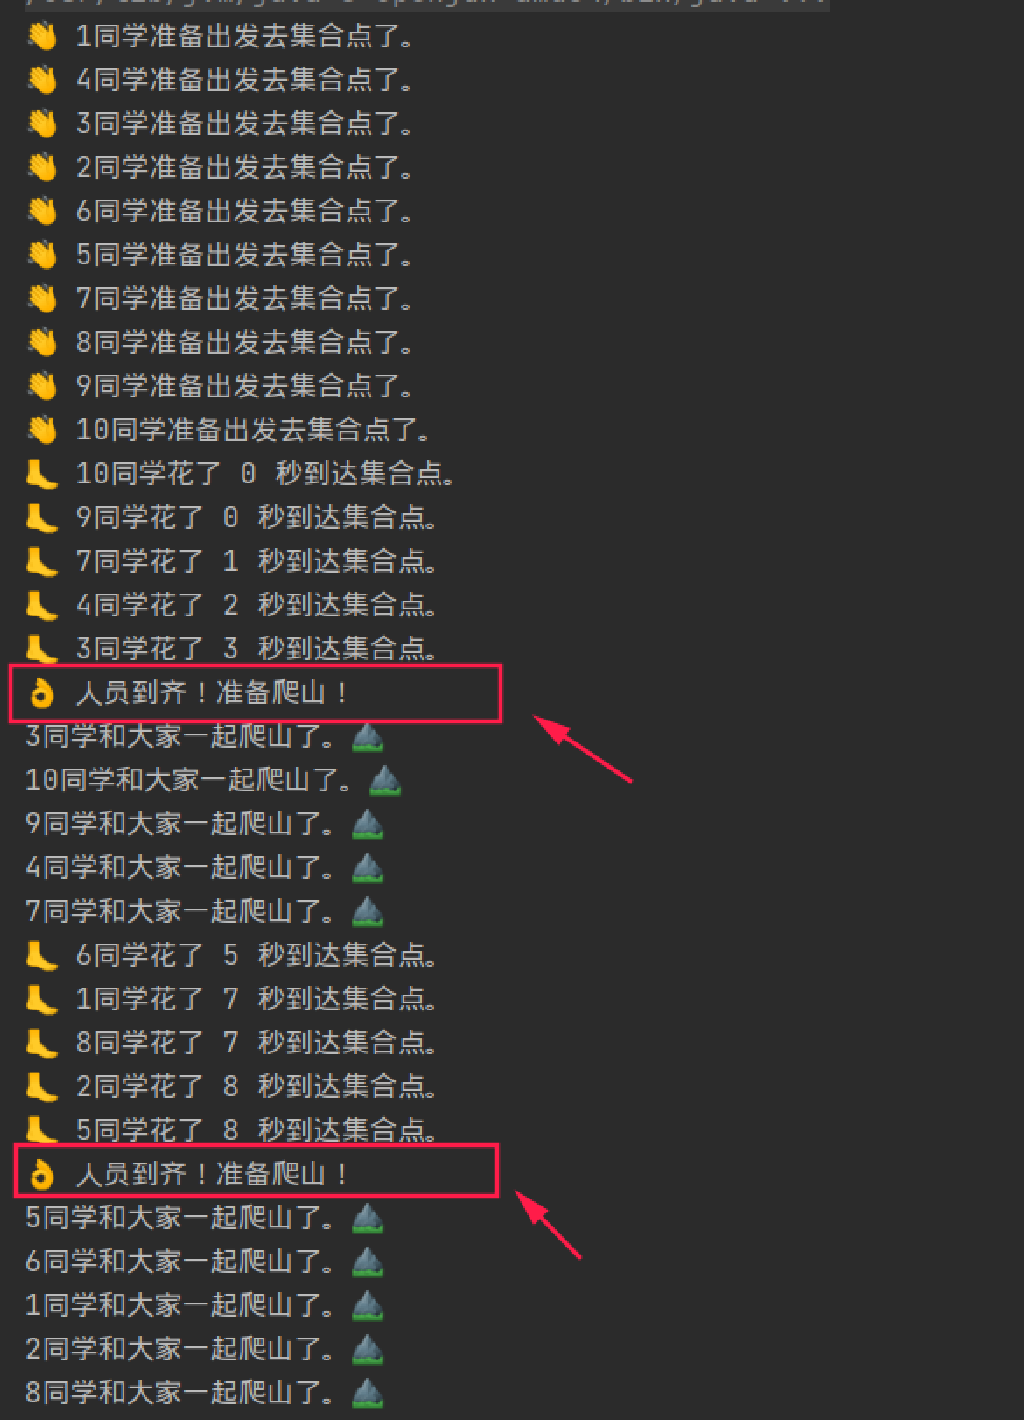 👋 1同学准备出发去集合点了。
👋 4同学准备出发去集合点了。
👋 3同学准备出发去集合点了。
👋 2同学准备出发去集合点了。
👋 6同学准备出发去集合点了。
👋 5同学准备出发去集合点了。
👋 7同学准备出发去集合点了。
👋 8同学准备出发去集合点了。
👋 9同学准备出发去集合点了。
👋 10同学准备出发去集合点了。
🦶 10同学花了 0 秒到达集合点。
🦶 9同学花了 0 秒到达集合点。
🦶 7同学花了 1 秒到达集合点。
🦶 4同学花了 2 秒到达集合点。
🦶 3同学花了 3 秒到达集合点。
👌 人员到齐！准备爬山！
3同学和大家一起爬山了。⛰
10同学和大家一起爬山了。⛰
9同学和大家一起爬山了。⛰
4同学和大家一起爬山了。⛰
7同学和大家一起爬山了。⛰
🦶 6同学花了 5 秒到达集合点。
🦶 1同学花了 7 秒到达集合点。
🦶 8同学花了 7 秒到达集合点。
🦶 2同学花了 8 秒到达集合点。
🦶 5同学花了 8 秒到达集合点。
👌 人员到齐！准备爬山！
5同学和大家一起爬山了。⛰
6同学和大家一起爬山了。⛰
1同学和大家一起爬山了。⛰
2同学和大家一起爬山了。⛰
8同学和大家一起爬山了。⛰